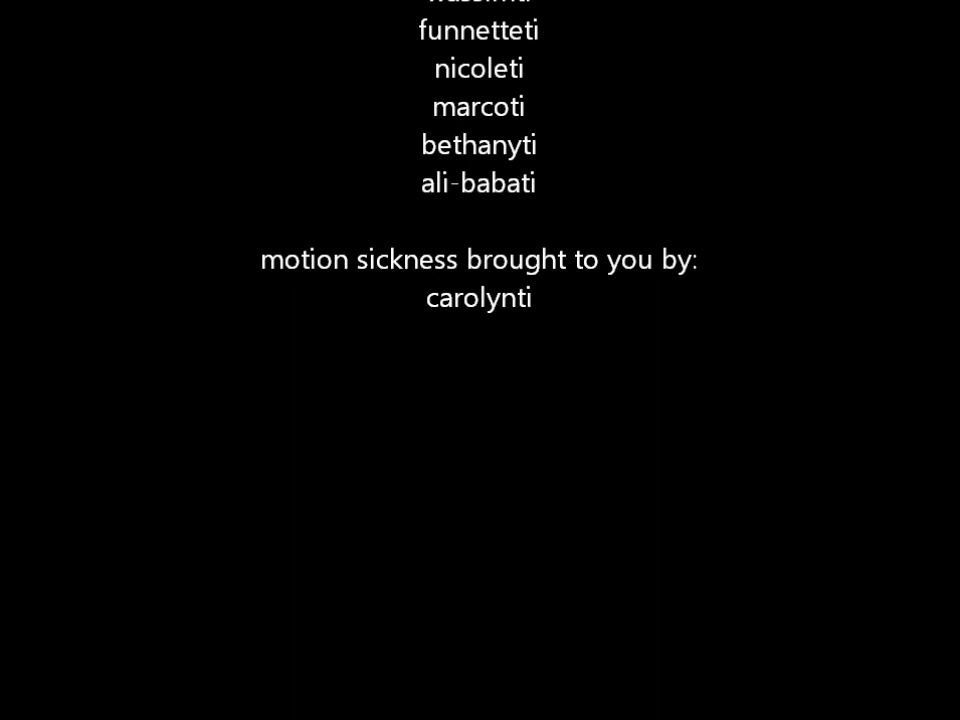 funnetteti
nicoleti
marcoti
bethanyti
ali-babati
motion sickness brought to you by:
carolynti